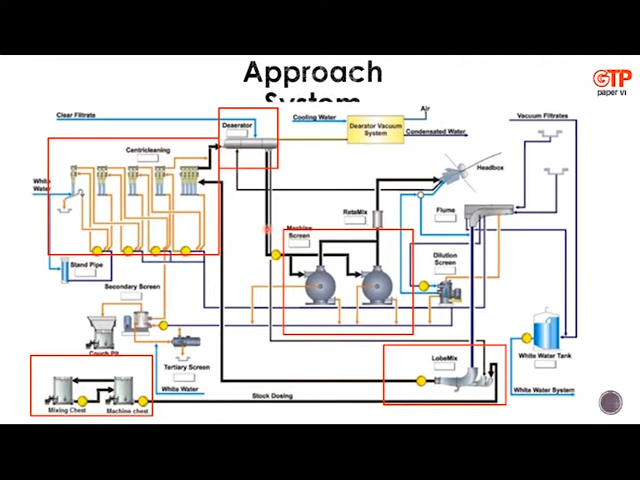 Approach
System
GTP
paper vi
Clear Filtrate
Deaerator
Cooling Water
Air
Dearator Vacuum
System
Condensated Water
Vacuum Filtrates
Centricleaning
White
Water
Headbox
RetaMix
Flume
Machine
Screen
Stand Pipe
Dilution
Screen
Secondary Screen
Couch Pit
Tertiary Screen
White Water
LobeMix
White Water
Tank
White Water System
Mixing Chest
Machine chest
Stock Dosing